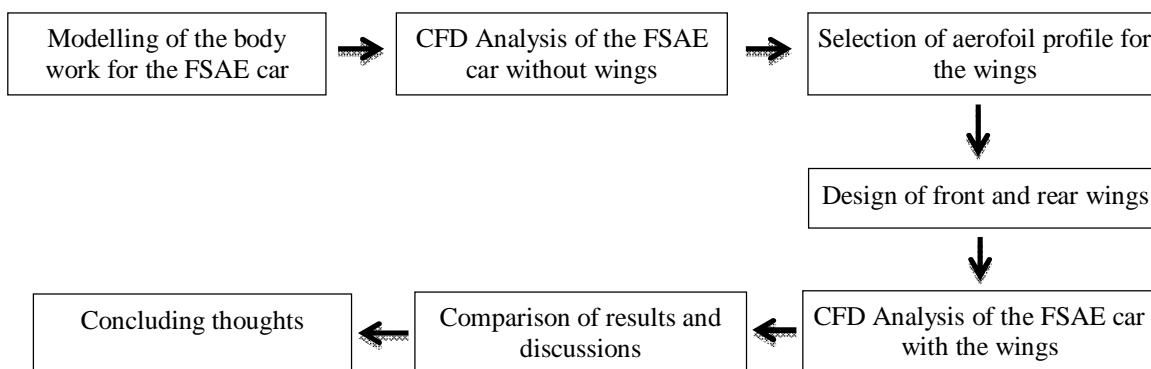 Modelling of the body
work for the FSAE car
CFD Analysis of the FSAE
car without wings
Selection of aerofoil profile for
the wings
Design of front and rear wings
CFD Analysis of the FSAE car
with the wings
Comparison of results and
discussions
Concluding thoughts